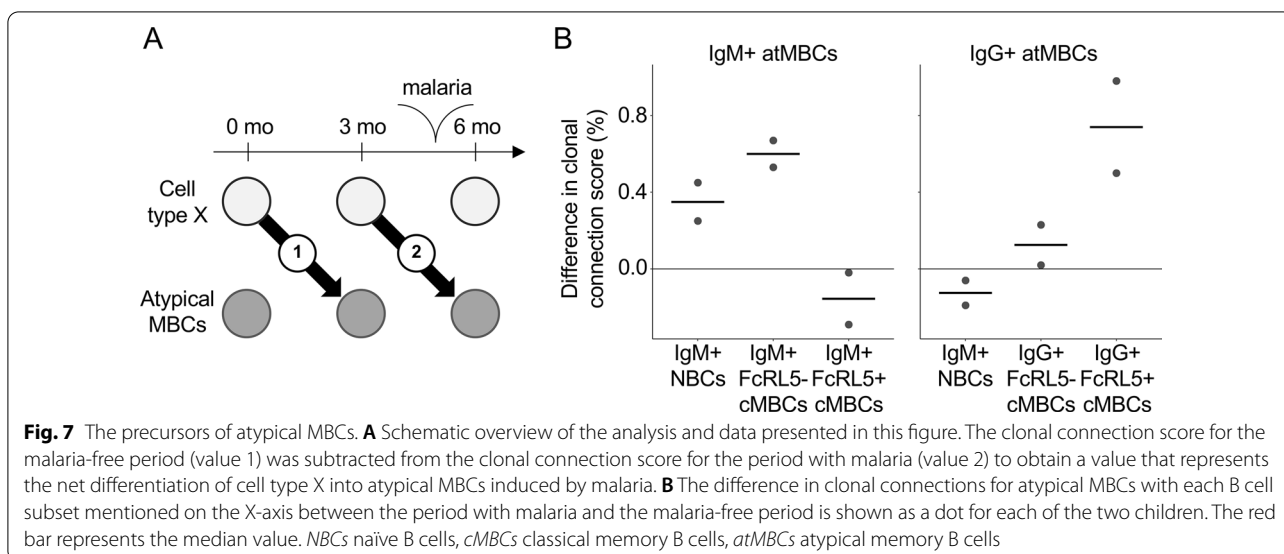 A
malaria
0 mo
3 mo
6 mo
Cell
type X
1
2
Atypical
MBCs
B
IgM+ atMBCs
IgG+ atMBCs
Difference in clonal
connection score (%)
0.8
0.4
0.0
IgM+
NBCs
IgM+
FcRL5-
cMBCs
IgM+
FcRL5+
cMBCs
IgM+
NBCs
IgG+
FcRL5-
cMBCs
IgG+
FcRL5+
cMBCs
Fig. 7 The precursors of atypical MBCs. A Schematic overview of the analysis and data presented in this figure. The clonal connection score for the
malaria-free period (value 1) was subtracted from the clonal connection score for the period with malaria (value 2) to obtain a value that represents
the net differentiation of cell type X into atypical MBCs induced by malaria. B The difference in clonal connections for atypical MBCs with each B cell
subset mentioned on the X-axis between the period with malaria and the malaria-free period is shown as a dot for each of the two children. The red
bar represents the median value. NBCs naïve B cells, cMBCs classical memory B cells, atMBCs atypical memory B cells